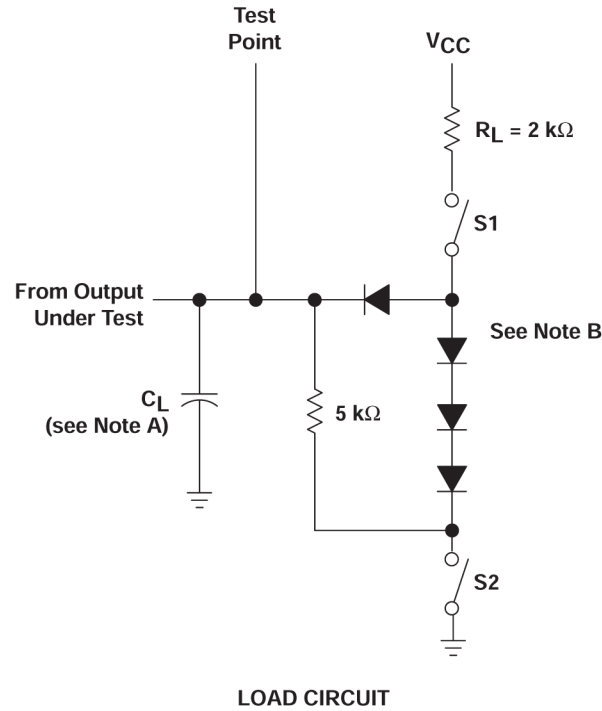 Test
Point
VCC
RL = 2 kΩ
S1
From Output
Under Test
See Note B
CL
(see Note A)
5 kΩ
S2
LOAD CIRCUIT